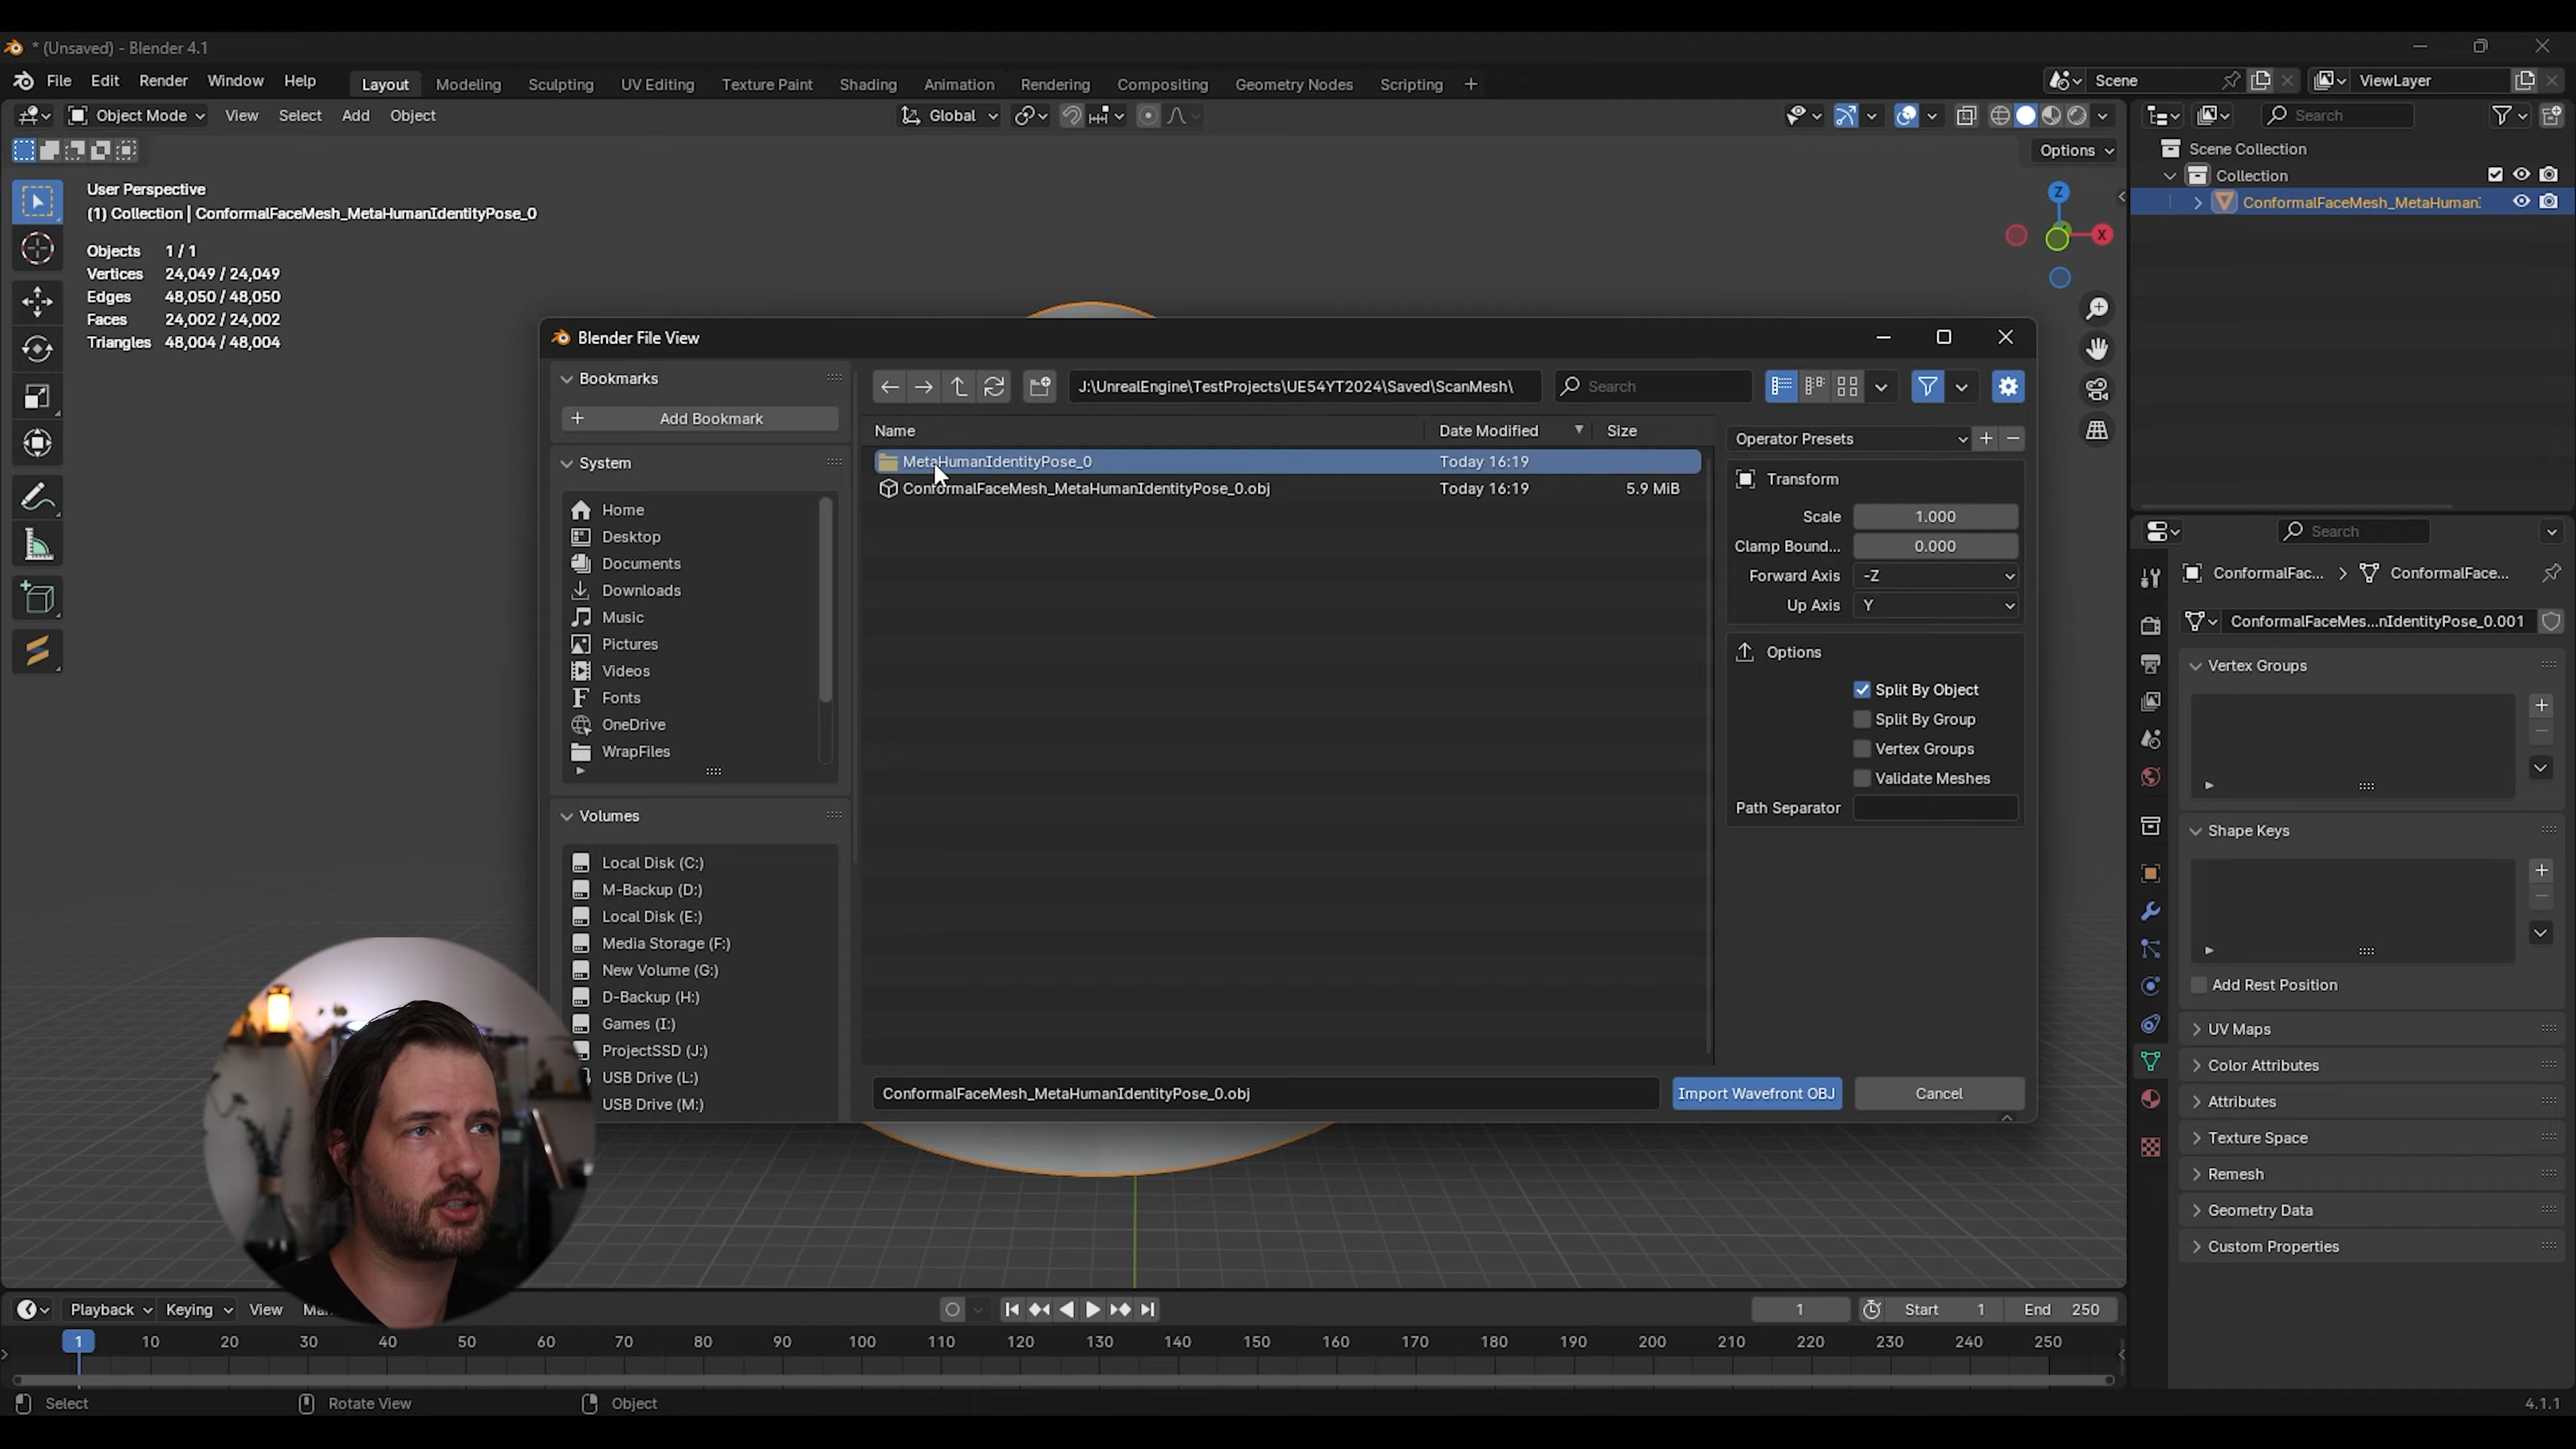 * (Unsaved) - Blender 4.1
File Edit Render Window Help Layout Modeling Sculpting UV Editing Texture Paint Shading Animation Rendering Compositing Geometry Nodes Scripting + Scene ViewLayer
Object Mode View Select Add Object Global Search
Options
User Perspective
(1) Collection | ConformalFaceMesh_MetaHumanIdentityPose_0
Objects 1 / 1
Vertices 24,049 / 24,049
Edges 48,050 / 48,050
Faces 24,002 / 24,002
Triangles 48,004 / 48,004
Z
X
Scene Collection
Collection
ConformalFaceMesh_MetaHuman
Blender File View
Bookmarks
Add Bookmark
System
Home
Desktop
Documents
Downloads
Music
Pictures
Videos
Fonts
OneDrive
WrapFiles
Volumes
Local Disk (C:)
M-Backup (D:)
Local Disk (E:)
Media Storage (F:)
New Volume (G:)
D-Backup (H:)
Games (I:)
ProjectSSD (J:)
USB Drive (L:)
USB Drive (M:)
J:\UnrealEngine\TestProjects\UE54YT2024\Saved\ScanMesh\ Search
Name Date Modified Size
MetaHumanIdentityPose_0 Today 16:19
ConformalFaceMesh_MetaHumanIdentityPose_0.obj Today 16:19 5.9 MiB
ConformalFaceMesh_MetaHumanIdentityPose_0.obj Import Wavefront OBJ Cancel
Operator Presets
Transform
Scale 1.000
Clamp Bound... 0.000
Forward Axis -Z
Up Axis Y
Options
Split By Object
Split By Group
Vertex Groups
Validate Meshes
Path Separator
Search
ConformalFac... ConformalFace...
ConformalFaceMes...nIdentityPose_0.001
Vertex Groups
Shape Keys
Add Rest Position
UV Maps
Color Attributes
Attributes
Texture Space
Remesh
Geometry Data
Custom Properties
Playback Keying View 1 Start 1 End 250
1 10 20 30 40 50 60 70 80 90 100 110 120 130 140 150 160 170 180 190 200 210 220 230 240 250
Select Rotate View Object 4.1.1